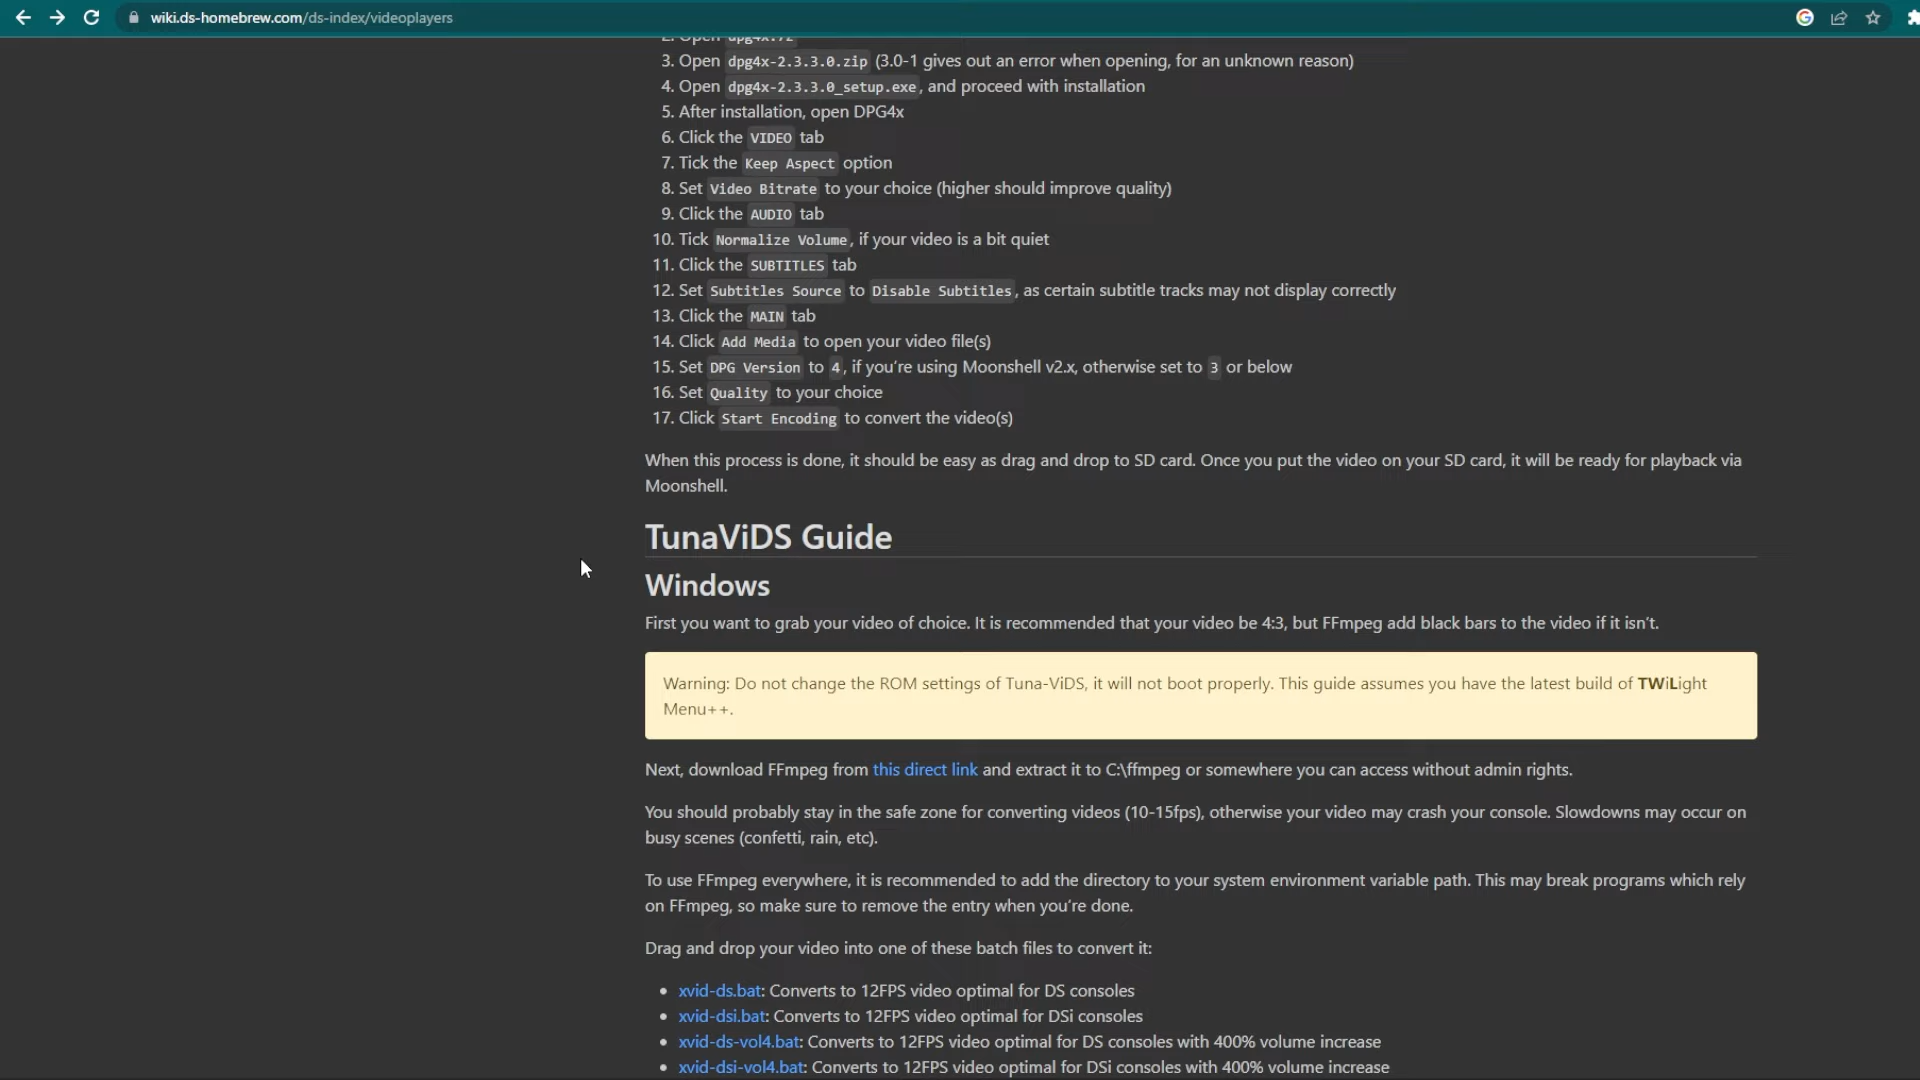 wiki.ds-homebrew.com/ds-index/videoplayers
2. Open dpg4x.7z
3. Open dpg4x-2.3.3.0.zip (3.0-1 gives out an error when opening, for an unknown reason)
4. Open dpg4x-2.3.3.0_setup.exe, and proceed with installation
5. After installation, open DPG4x
6. Click the VIDEO tab
7. Tick the Keep Aspect option
8. Set Video Bitrate to your choice (higher should improve quality)
9. Click the AUDIO tab
10. Tick Normalize Volume, if your video is a bit quiet
11. Click the SUBTITLES tab
12. Set Subtitles Source to Disable Subtitles, as certain subtitle tracks may not display correctly
13. Click the MAIN tab
14. Click Add Media to open your video file(s)
15. Set DPG Version to 4, if you're using Moonshell v2.x, otherwise set to 3 or below
16. Set Quality to your choice
17. Click Start Encoding to convert the video(s)
When this process is done, it should be easy as drag and drop to SD card. Once you put the video on your SD card, it will be ready for playback via
Moonshell.
TunaViDS Guide
Windows
First you want to grab your video of choice. It is recommended that your video be 4:3, but FFmpeg add black bars to the video if it isn't.
Warning: Do not change the ROM settings of Tuna-ViDS, it will not boot properly. This guide assumes you have the latest build of TWiLight
Menu++.
Next, download FFmpeg from this direct link and extract it to C:\ffmpeg or somewhere you can access without admin rights.
You should probably stay in the safe zone for converting videos (10-15fps), otherwise your video may crash your console. Slowdowns may occur on
busy scenes (confetti, rain, etc).
To use FFmpeg everywhere, it is recommended to add the directory to your system environment variable path. This may break programs which rely
on FFmpeg, so make sure to remove the entry when you're done.
Drag and drop your video into one of these batch files to convert it:
• xvid-ds.bat: Converts to 12FPS video optimal for DS consoles
• xvid-dsi.bat: Converts to 12FPS video optimal for DSi consoles
• xvid-ds-vol4.bat: Converts to 12FPS video optimal for DS consoles with 400% volume increase
• xvid-dsi-vol4.bat: Converts to 12FPS video optimal for DSi consoles with 400% volume increase